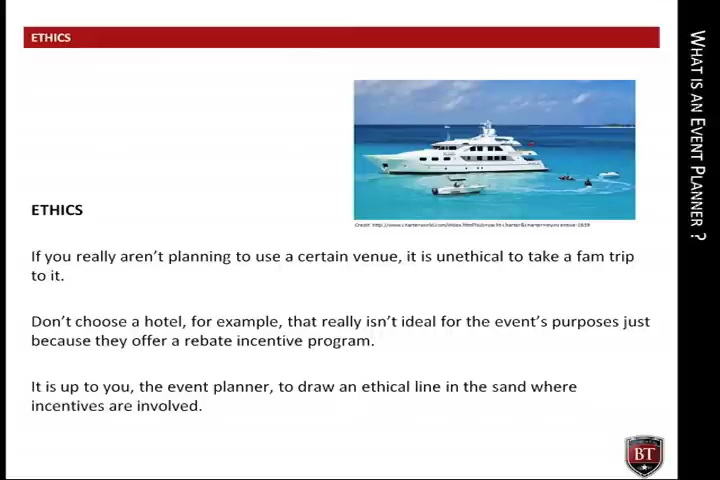 ETHICS
ETHICS
If you really aren’t planning to use a certain venue, it is unethical to take a fam trip
to it.
Don’t choose a hotel, for example, that really isn’t ideal for the event’s purposes just
because they offer a rebate incentive program.
It is up to you, the event planner, to draw an ethical line in the sand where
incentives are involved.
WHAT IS AN EVENT PLANNER ?
BT